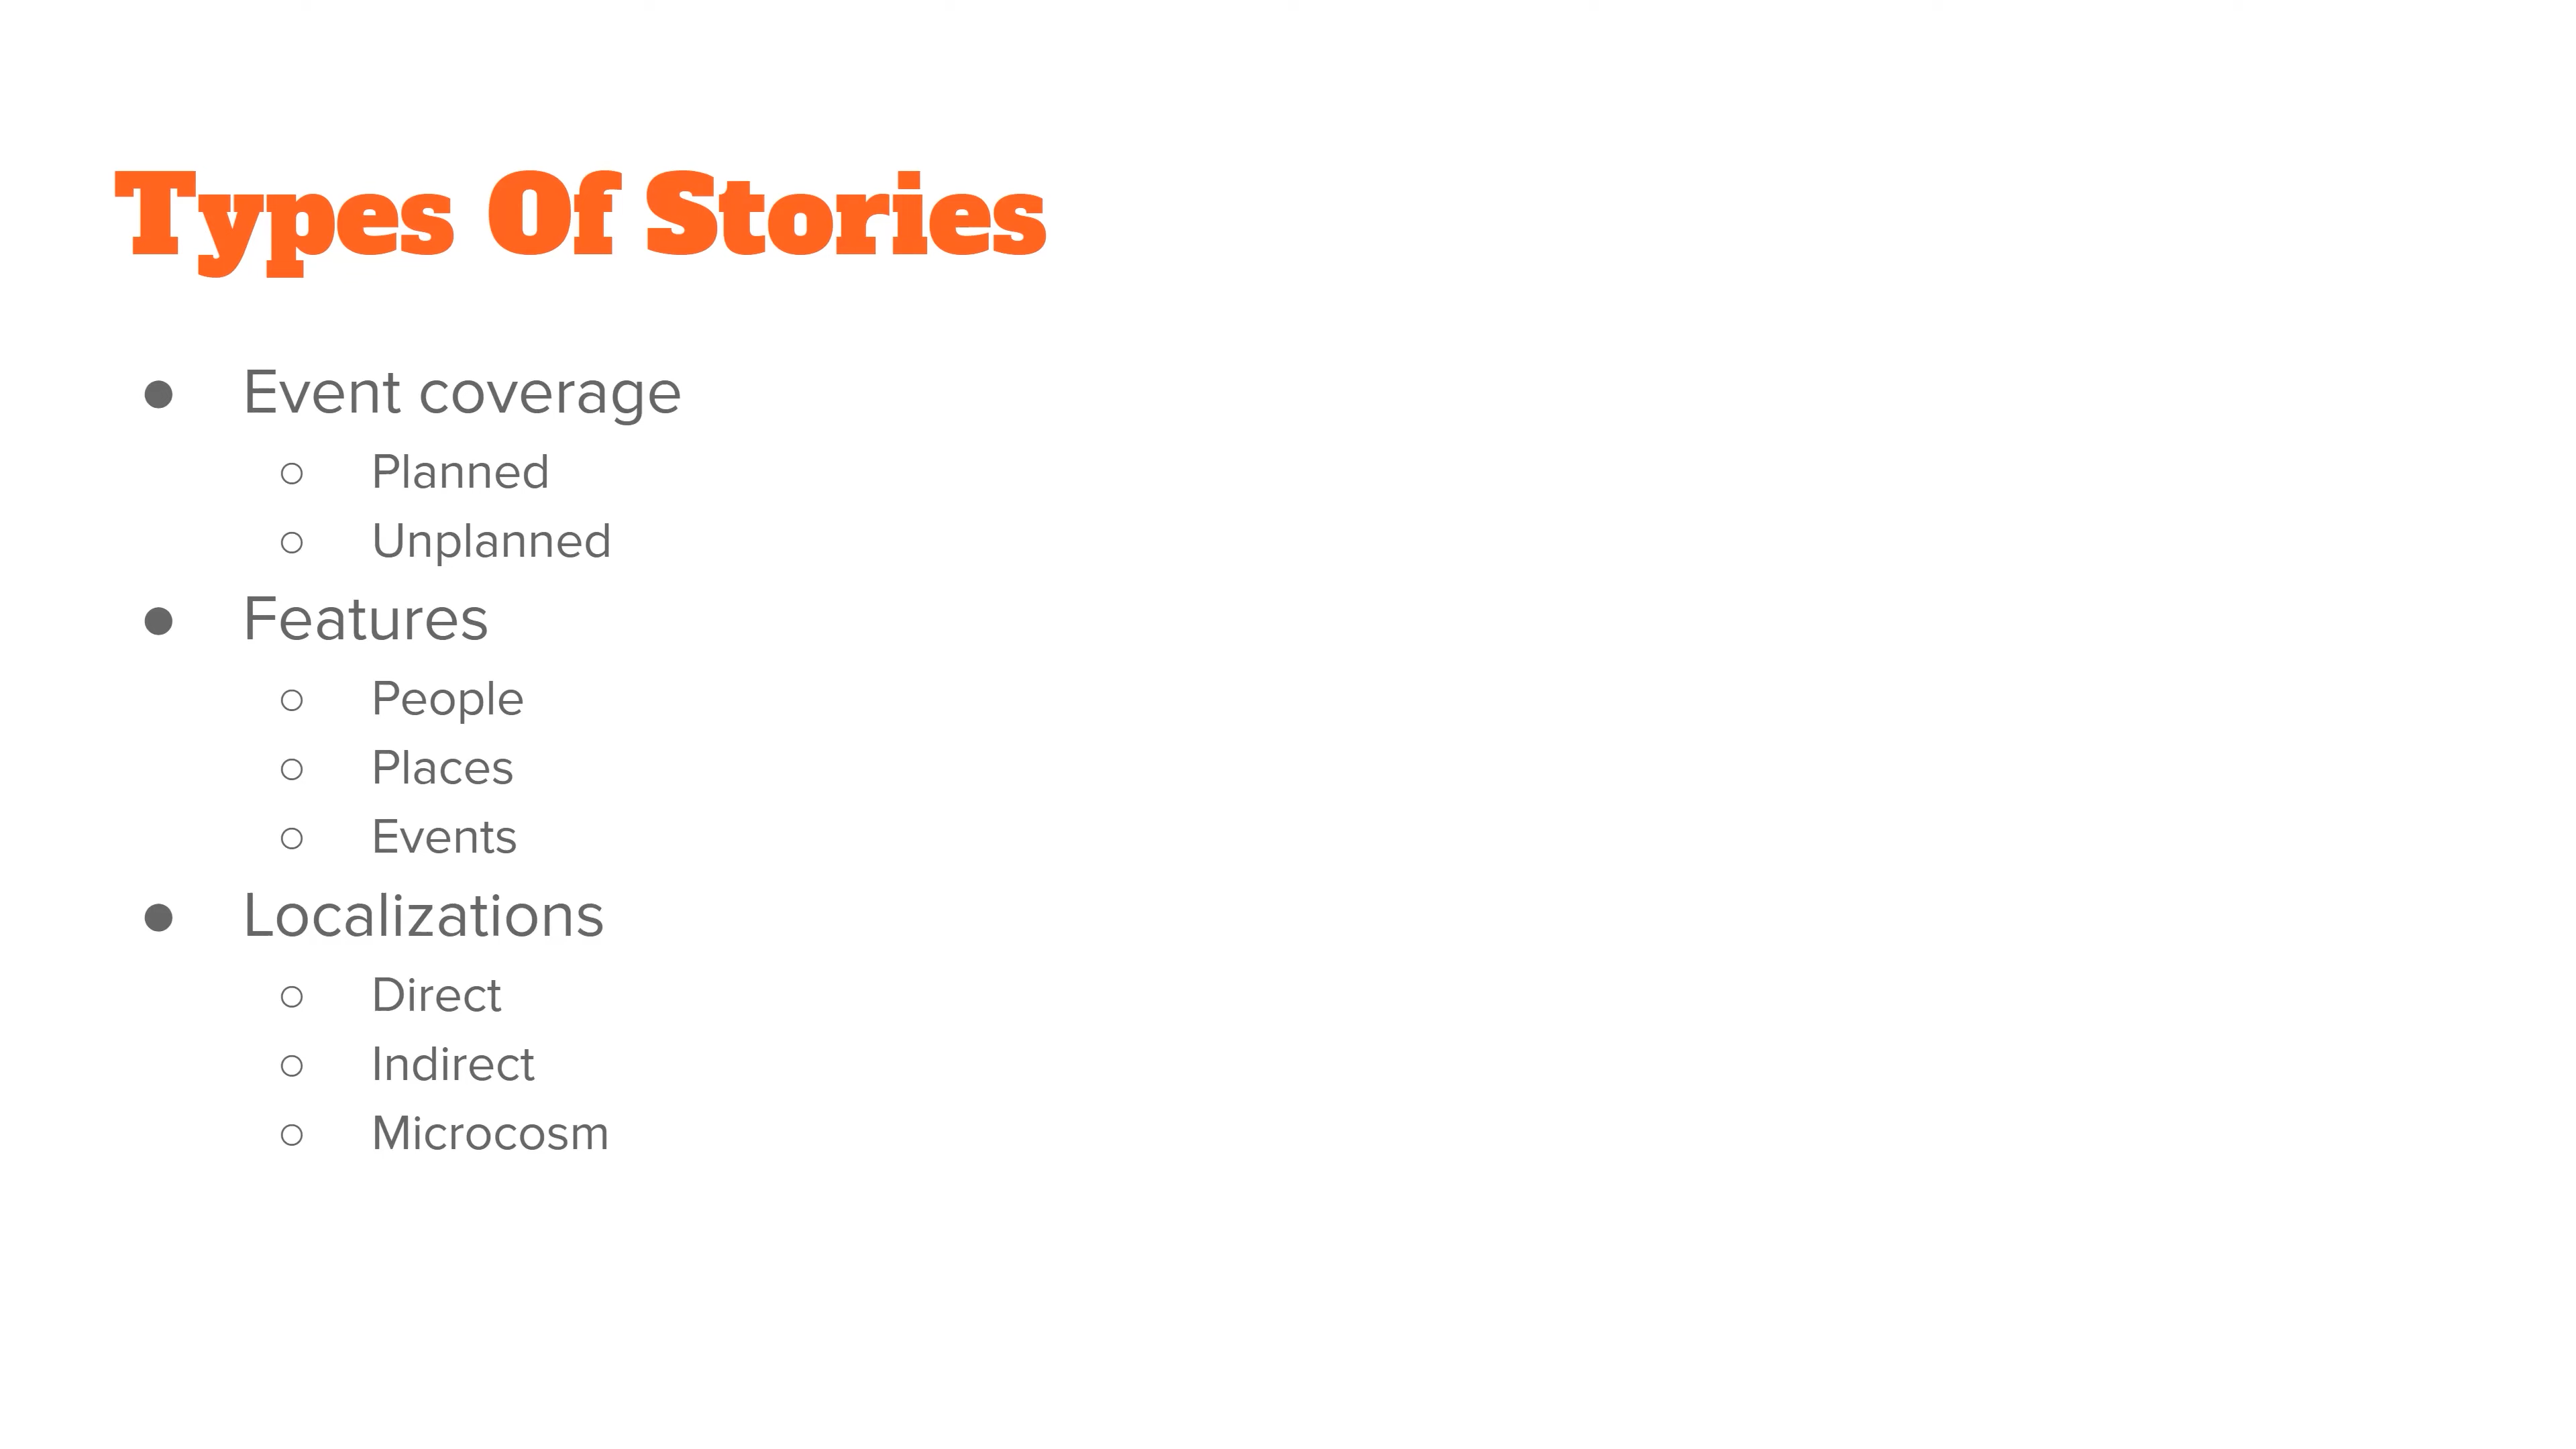 Types Of Stories
● Event coverage
○ Planned
○ Unplanned
● Features
○ People
○ Places
○ Events
● Localizations
○ Direct
○ Indirect
○ Microcosm